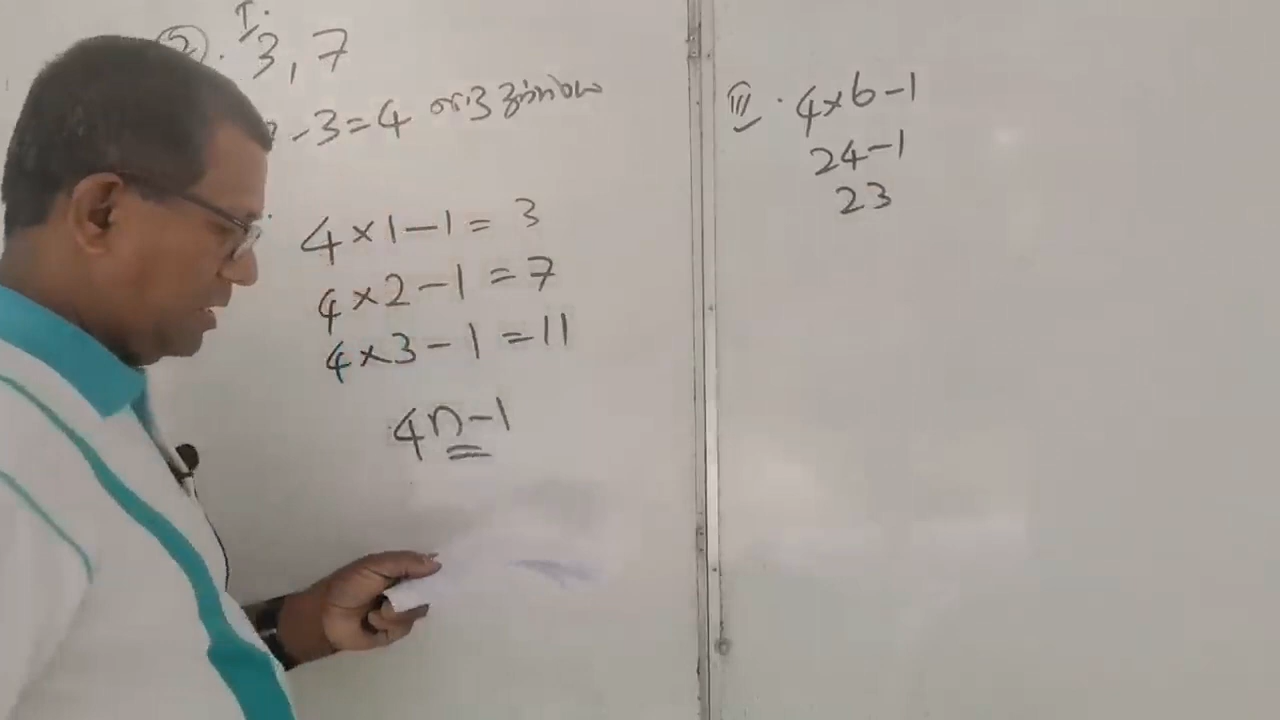 I.
②. 3, 7
-3=4
4×1-1= 3
4×2-1=7
4×3-1=11
4n-1
III. 4×6-1
24-1
23